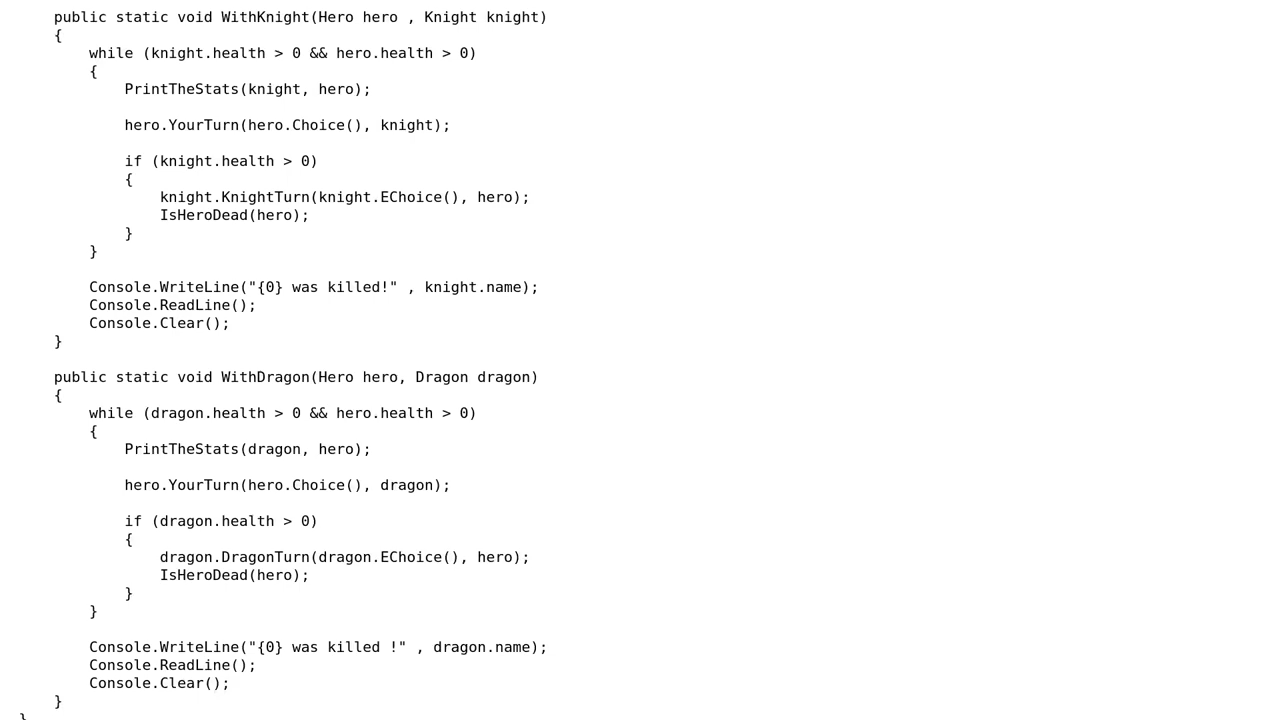 public static void WithKnight(Hero hero , Knight knight)
{
while (knight.health > 0 && hero.health > 0)
{
PrintTheStats(knight, hero);
hero.YourTurn(hero.Choice(), knight);
if (knight.health > 0)
{
knight.KnightTurn(knight.EChoice(), hero);
IsHeroDead(hero);
}
}
Console.WriteLine("{0} was killed!" , knight.name);
Console.ReadLine();
Console.Clear();
}
public static void WithDragon(Hero hero, Dragon dragon)
{
while (dragon.health > 0 && hero.health > 0)
{
PrintTheStats(dragon, hero);
hero.YourTurn(hero.Choice(), dragon);
if (dragon.health > 0)
{
dragon.DragonTurn(dragon.EChoice(), hero);
IsHeroDead(hero);
}
}
Console.WriteLine("{0} was killed !" , dragon.name);
Console.ReadLine();
Console.Clear();
}
}